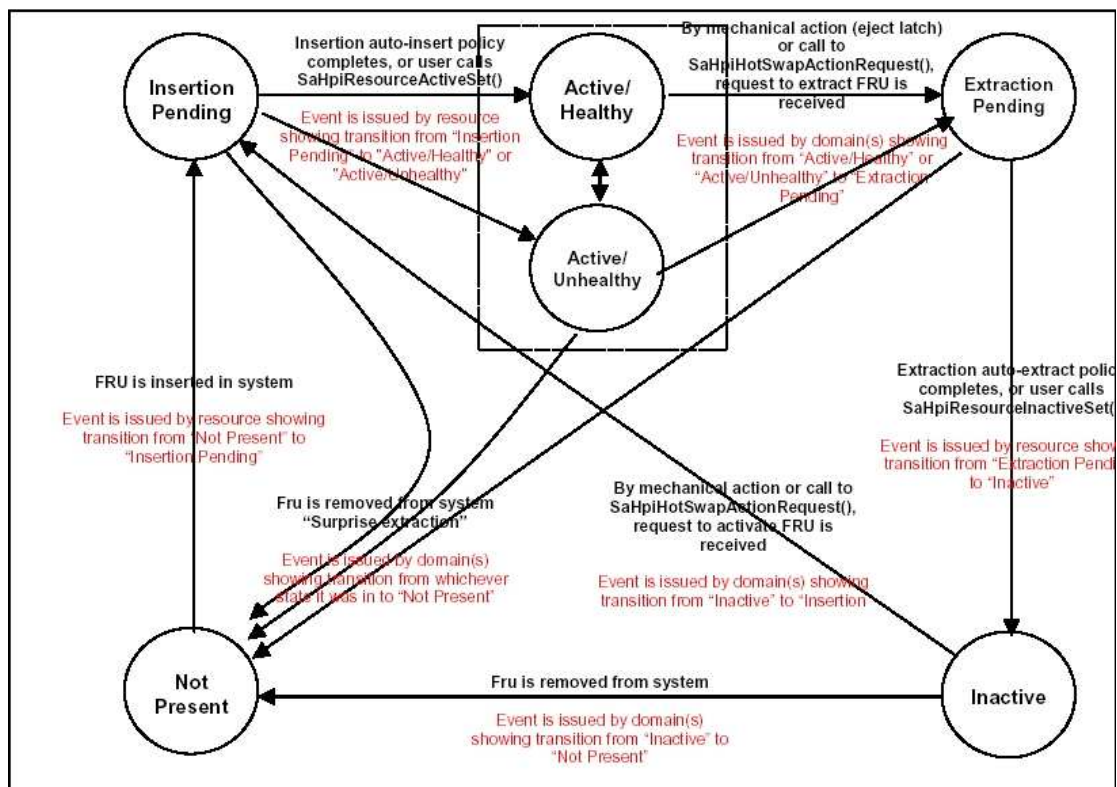 Insertion
Pending
Insertion auto-insert policy
completes, or user calls
SaHpiResourceActiveSet()
Event is issued by resource
showing transition from “Insertion
Pending” to "Active/Healthy" or
"Active/Unhealthy”
Active/
Healthy
Active/
Unhealthy
By mechanical action (eject latch)
or call to
SaHpiHotSwapActionRequest(),
request to extract FRU is
received
Event is issued by domain(s) showing
transition from “Active/Healthy” or
“Active/Unhealthy” to “Extraction
Pending”
Extraction
Pending
FRU is inserted in system
Event is issued by resource showing
transition from “Not Present” to
“Insertion Pending”
Extraction auto-extract polic
completes, or user calls
SaHpiResourceInactiveSet(
Event is issued by resource show
transition from “Extraction Pendi
to “Inactive”
Fru is removed from system
“Surprise extraction”
Event is issued by domain(s)
showing transition from whichever
state it was in to “Not Present”
By mechanical action or call to
SaHpiHotSwapActionRequest(),
request to activate FRU is
received
Event is issued by domain(s) showing
transition from “Inactive” to “Insertion
Not
Present
Fru is removed from system
Event is issued by domain(s)
showing transition from “Inactive” to
“Not Present”
Inactive